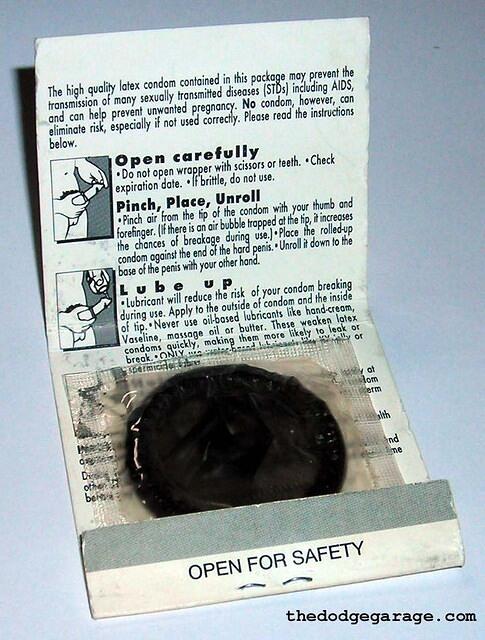 The high quality latex condom contained in this package may prevent the
transmission of many sexually transmitted diseases (STDs) including AIDS,
and can help prevent unwanted pregnancy. No condom, however, can
eliminate risk, especially if not used correctly. Please read the instructions
below.
Open carefully
•Do not open wrapper with scissors or teeth. •Check
expiration date. •If brittle, do not use.
Pinch, Place, Unroll
•Pinch air from the tip of the condom with your thumb and
forefinger. (If there is an air bubble trapped at the tip, it increases
the chances of breakage during use.) •Place the rolled-up
condom against the end of the hard penis. •Unroll it down to the
base of the penis with your other hand.
Lube up
•Lubricant will reduce the risk of your condom breaking
during use. Apply to the outside of condom and the inside
of tip. •Never use oil-based lubricants like hand-cream,
Vaseline, massage oil or butter. These weaken latex
condoms quickly, making them more likely to leak or
break. •ONLY use water-based lubricants like or
at
OPEN FOR SAFETY
thedodgegarage.com